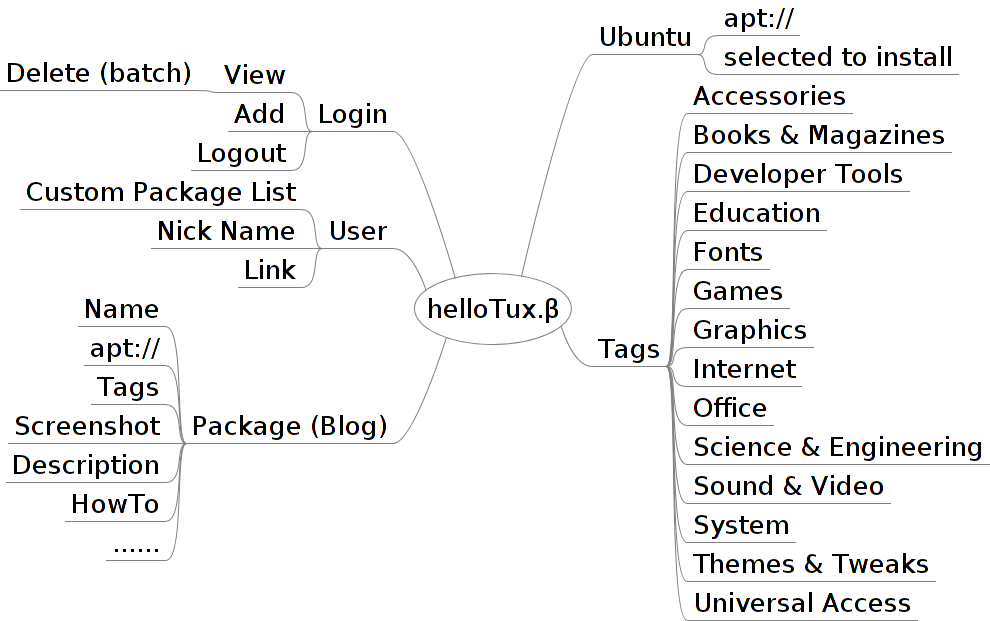 helloTux.β
Login
View
Delete (batch)
Add
Logout
User
Custom Package List
Nick Name
Link
Package (Blog)
Name
apt://
Tags
Screenshot
Description
HowTo
......
Ubuntu
apt://
selected to install
Tags
Accessories
Books & Magazines
Developer Tools
Education
Fonts
Games
Graphics
Internet
Office
Science & Engineering
Sound & Video
System
Themes & Tweaks
Universal Access